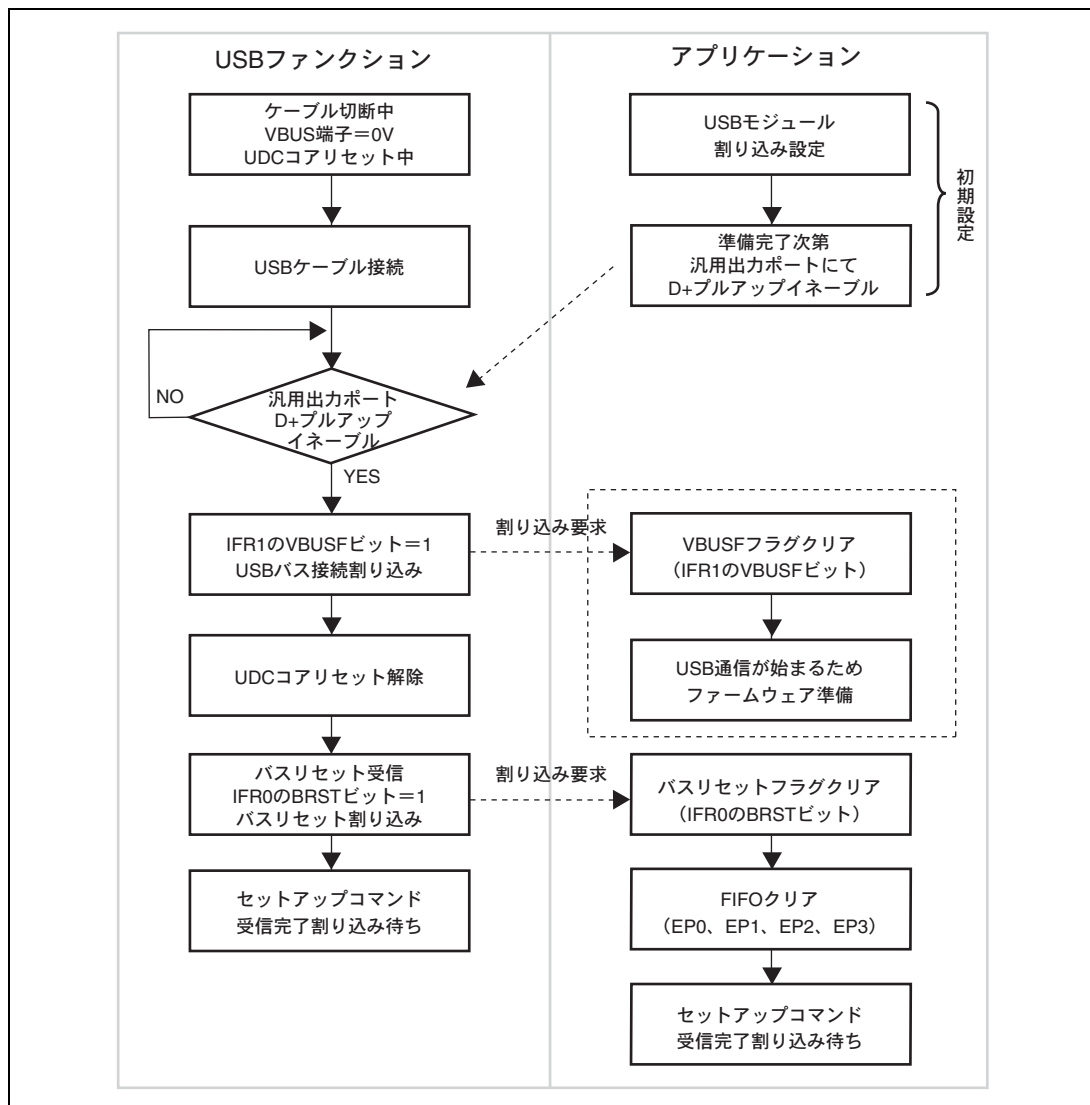 USBファンクション
ケーブル切断中
VBUS端子＝0V
UDCコアリセット中
USBケーブル接続
NO
汎用出力ポート
D+プルアップ
イネーブル
YES
IFR1のVBUSFビット＝1
USBバス接続割り込み
割り込み要求
UDCコアリセット解除
バスリセット受信
IFR0のBRSTビット＝1
バスリセット割り込み
割り込み要求
セットアップコマンド
受信完了割り込み待ち
アプリケーション
USBモジュール
割り込み設定
準備完了次第
汎用出力ポートにて
D+プルアップイネーブル
初期設定
VBUSFフラグクリア
（IFR1のVBUSFビット）
USB通信が始まるため
ファームウェア準備
バスリセットフラグクリア
（IFR0のBRSTビット）
FIFOクリア
（EP0、EP1、EP2、EP3）
セットアップコマンド
受信完了割り込み待ち